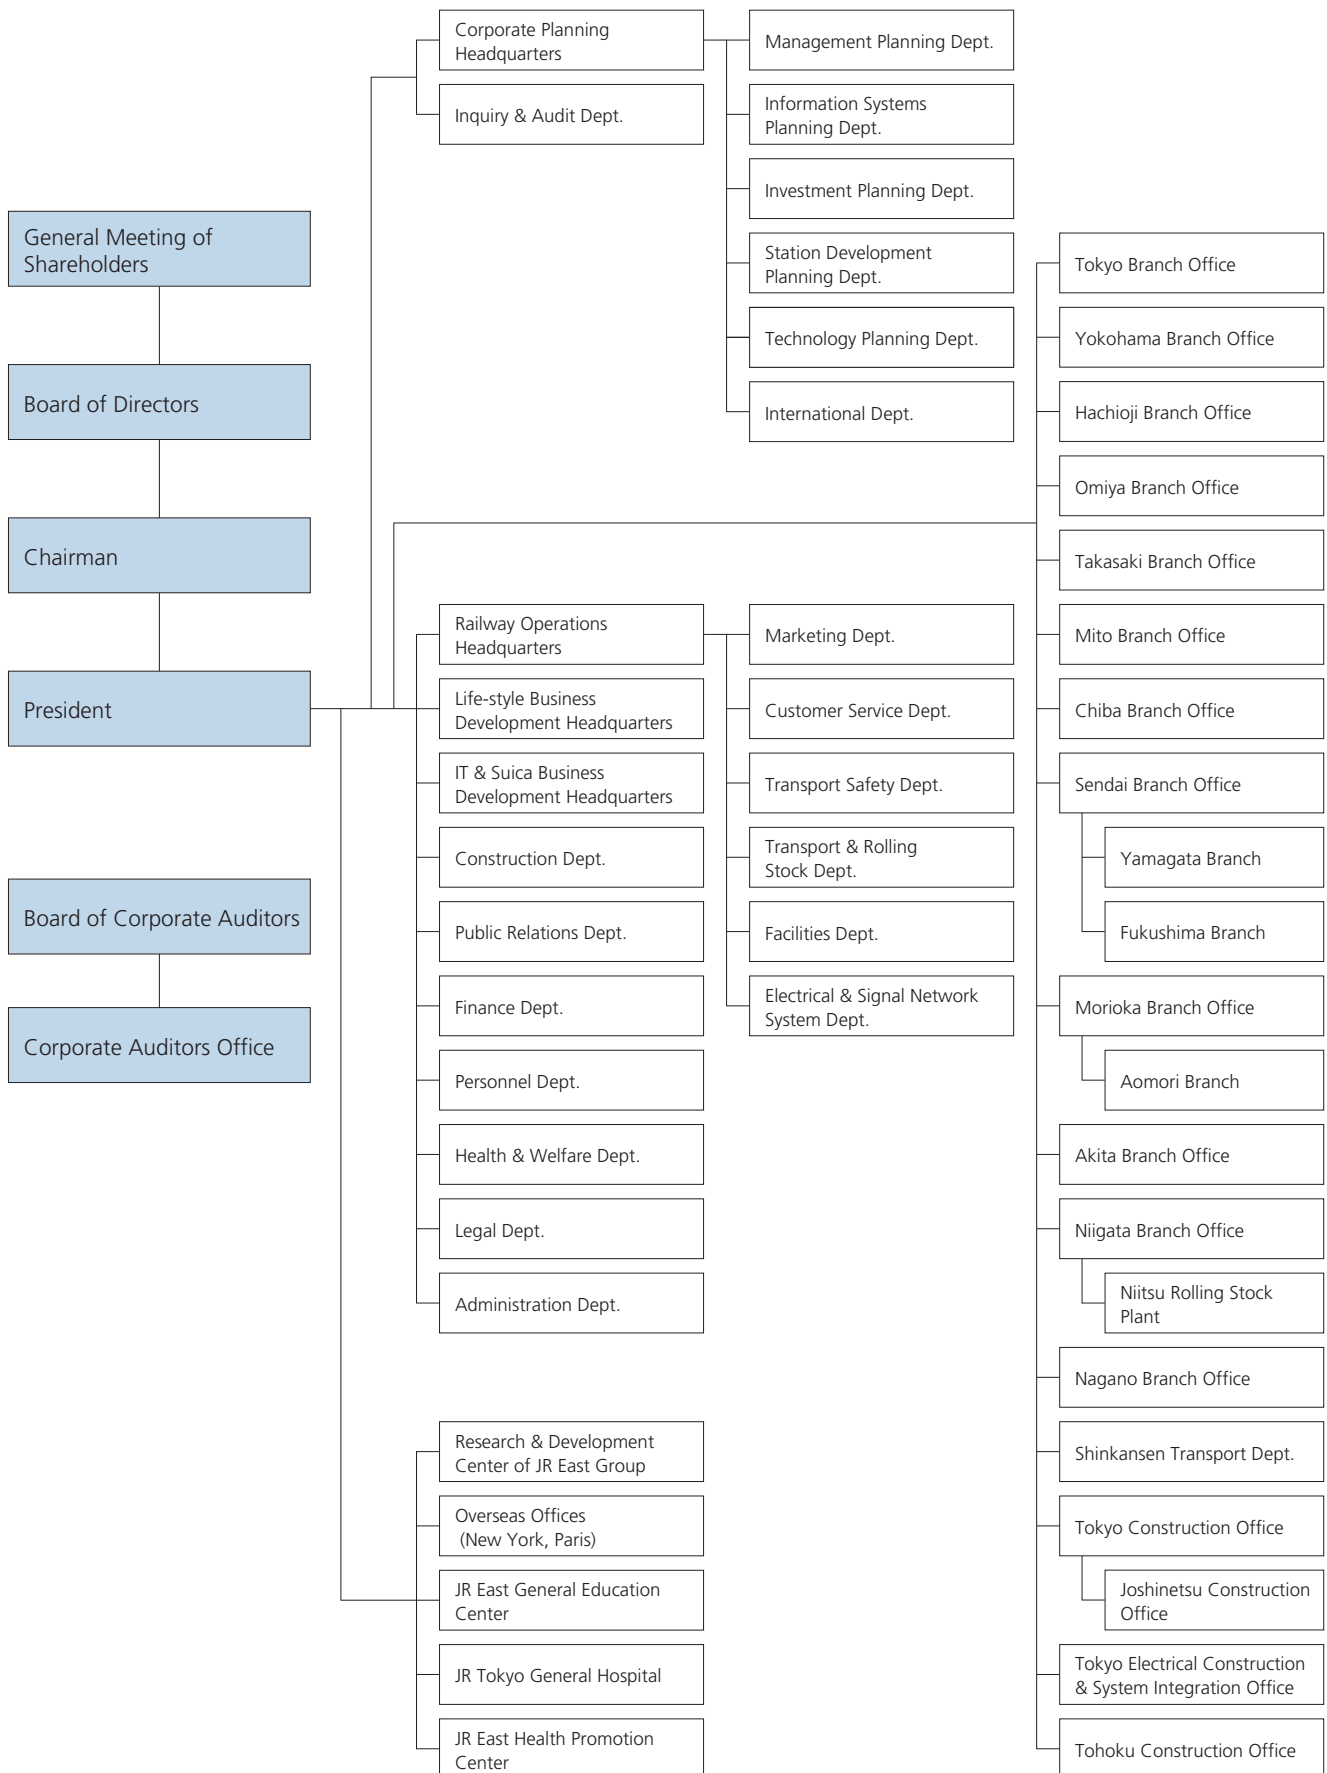 General Meeting of
Shareholders
Board of Directors
Chairman
President
Board of Corporate Auditors
Corporate Auditors Office
Corporate Planning
Headquarters
Inquiry & Audit Dept.
Management Planning Dept.
Information Systems
Planning Dept.
Investment Planning Dept.
Station Development
Planning Dept.
Technology Planning Dept.
International Dept.
Railway Operations
Headquarters
Life-style Business
Development Headquarters
IT & Suica Business
Development Headquarters
Construction Dept.
Public Relations Dept.
Finance Dept.
Personnel Dept.
Health & Welfare Dept.
Legal Dept.
Administration Dept.
Marketing Dept.
Customer Service Dept.
Transport Safety Dept.
Transport & Rolling
Stock Dept.
Facilities Dept.
Electrical & Signal Network
System Dept.
Research & Development
Center of JR East Group
Overseas Offices
(New York, Paris)
JR East General Education
Center
JR Tokyo General Hospital
JR East Health Promotion
Center
Tokyo Branch Office
Yokohama Branch Office
Hachioji Branch Office
Omiya Branch Office
Takasaki Branch Office
Mito Branch Office
Chiba Branch Office
Sendai Branch Office
Yamagata Branch
Fukushima Branch
Morioka Branch Office
Aomori Branch
Akita Branch Office
Niigata Branch Office
Niitsu Rolling Stock
Plant
Nagano Branch Office
Shinkansen Transport Dept.
Tokyo Construction Office
Joshinetsu Construction
Office
Tokyo Electrical Construction
& System Integration Office
Tohoku Construction Office